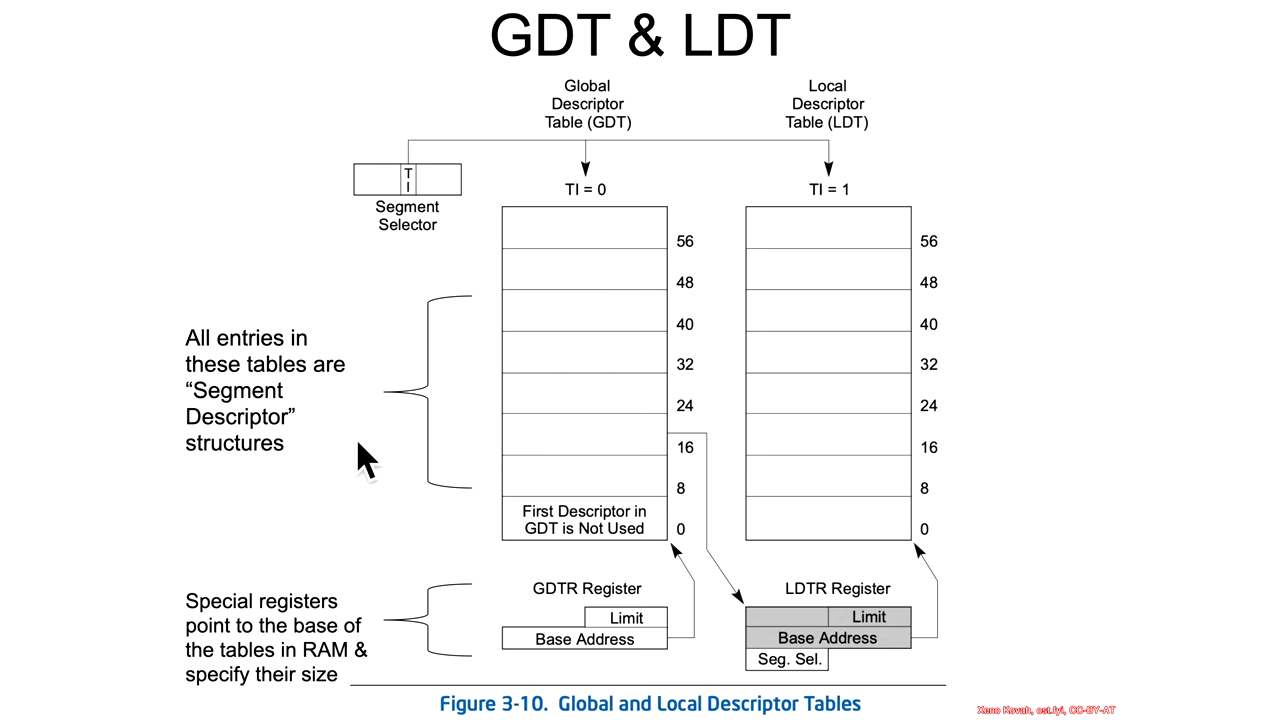 GDT & LDT
Global
Descriptor
Table (GDT)
Local
Descriptor
Table (LDT)
T
I
Segment
Selector
TI = 0
TI = 1
56
48
40
32
24
16
8
0
First Descriptor in
GDT is Not Used
56
48
40
32
24
16
8
0
All entries in
these tables are
“Segment
Descriptor”
structures
GDTR Register
Limit
Base Address
LDTR Register
Limit
Base Address
Seg. Sel.
Special registers
point to the base of
the tables in RAM &
specify their size
Figure 3-10. Global and Local Descriptor Tables
Xeno Kovah, ost.fyi, CC-BY-AT